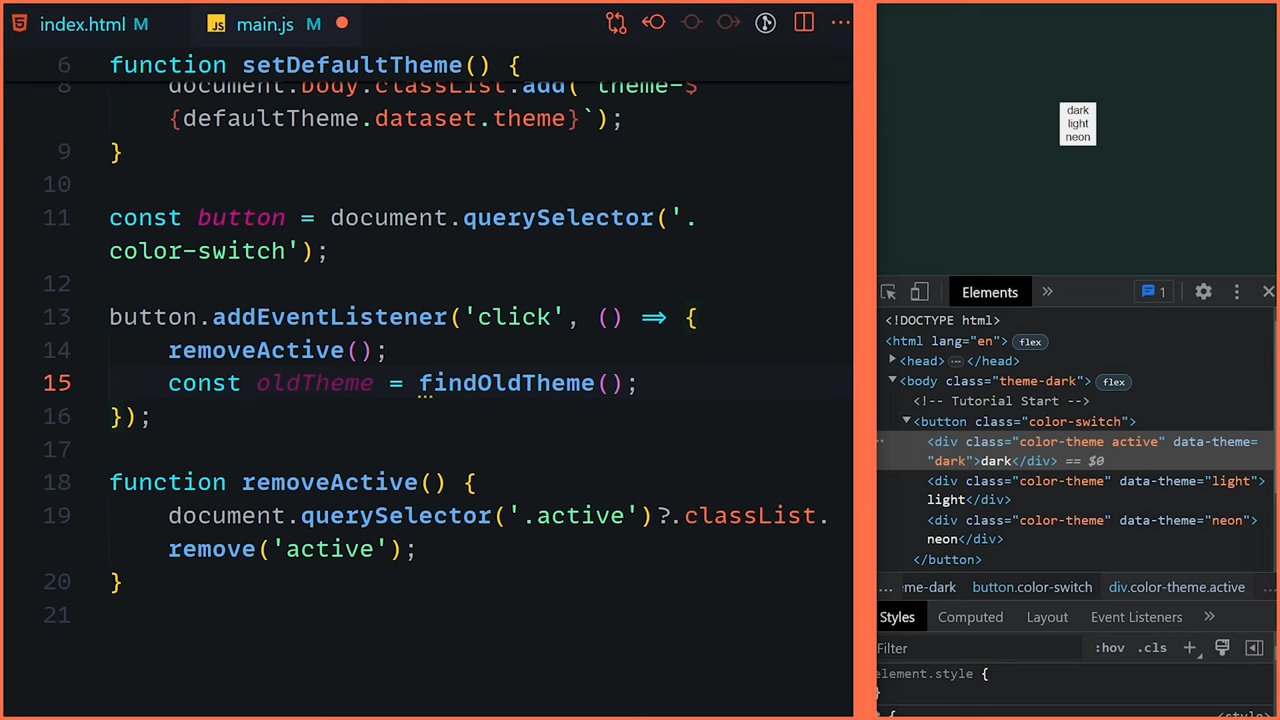 index.html M
JS main.js M
6 function setDefaultTheme() {
8 document.body.classList.add(`theme-$
{defaultTheme.dataset.theme}`);
9 }
10
11 const button = document.querySelector('.
color-switch');
12
13 button.addEventListener('click', () => {
14 removeActive();
15 const oldTheme = findOldTheme();
16 });
17
18 function removeActive() {
19 document.querySelector('.active')?.classList.
remove('active');
20 }
21
dark
light
neon
Elements » 1
<!DOCTYPE html>
<html lang="en"> flex
<head> … </head>
<body class="theme-dark"> flex
<!-- Tutorial Start -->
<button class="color-switch">
<div class="color-theme active" data-theme=
"dark">dark</div> == $0
<div class="color-theme" data-theme="light">
light</div>
<div class="color-theme" data-theme="neon">
neon</div>
</button>
... eme-dark button.color-switch div.color-theme.active ...
Styles Computed Layout Event Listeners »
Filter :hov .cls +
element.style {
}
* { <style>